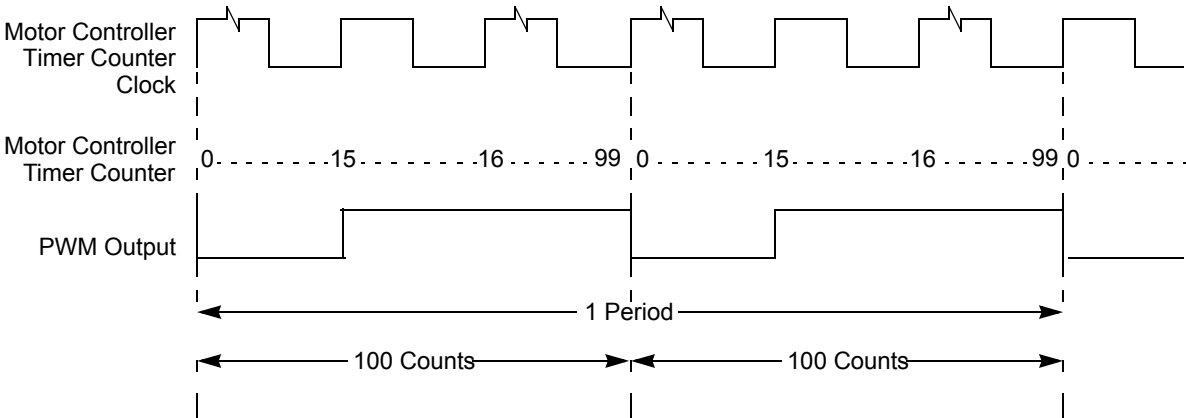 Motor Controller
Timer Counter
Clock
Motor Controller
Timer Counter
0 15 16 99 0 15 16 99 0
PWM Output
1 Period
100 Counts 100 Counts